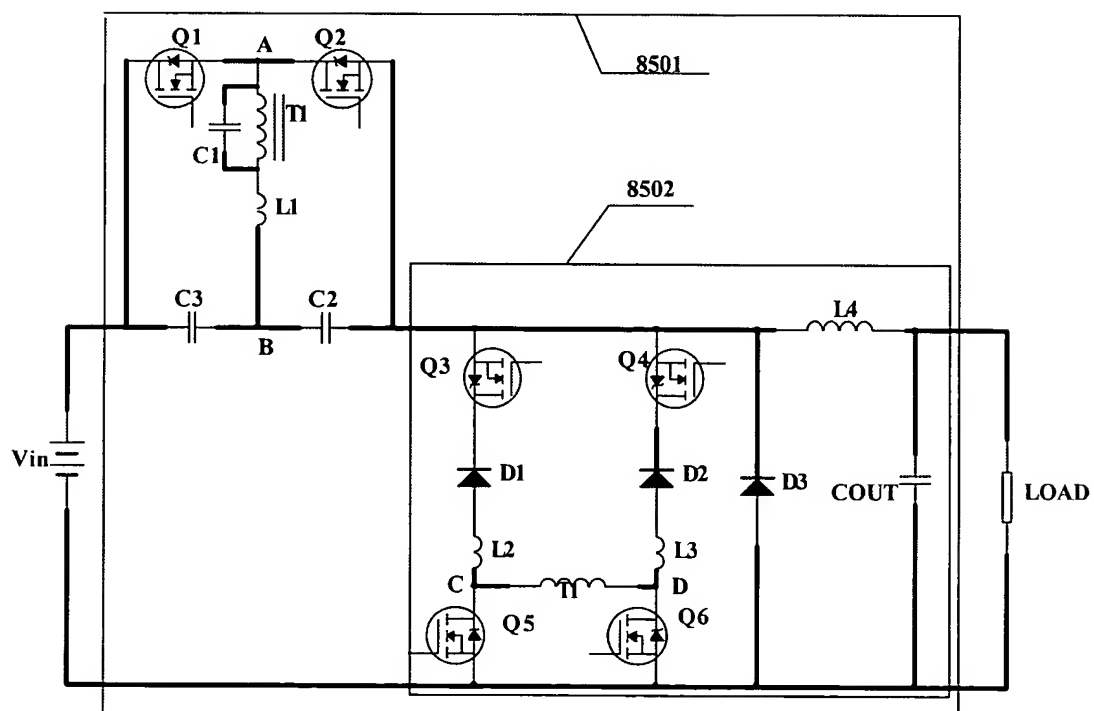 Q1 A Q2
8501
T1
C1
8502
L1
C3 C2
L4
B
Q3 Q4
Vin
D1 D2 D3
COUT LOAD
L2 L3
C T1 D
Q5 Q6